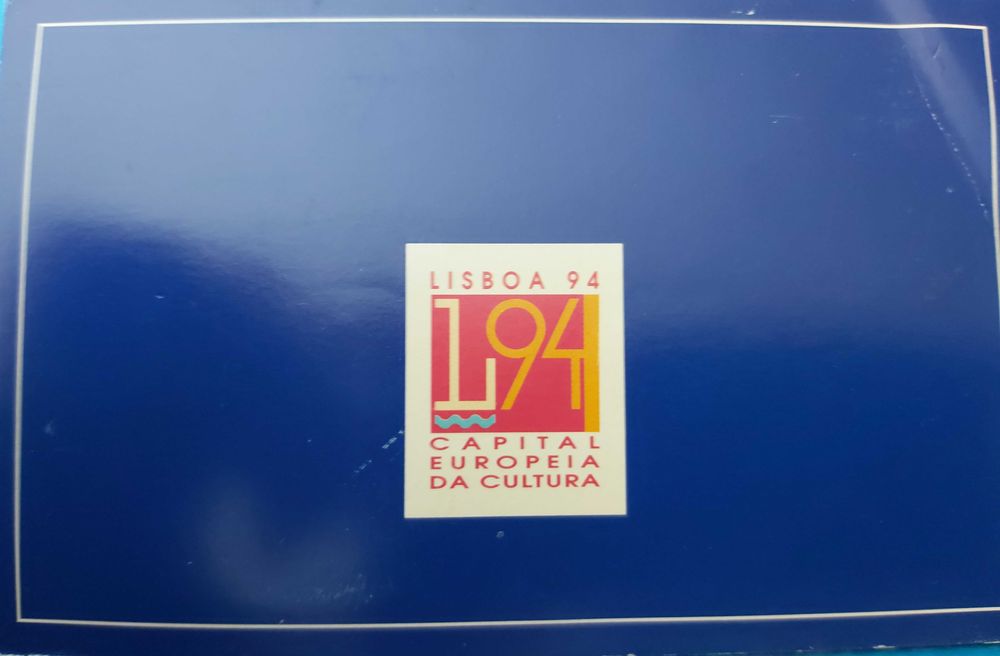 LISBOA 94
L94
CAPITAL
EUROPEIA
DA CULTURA